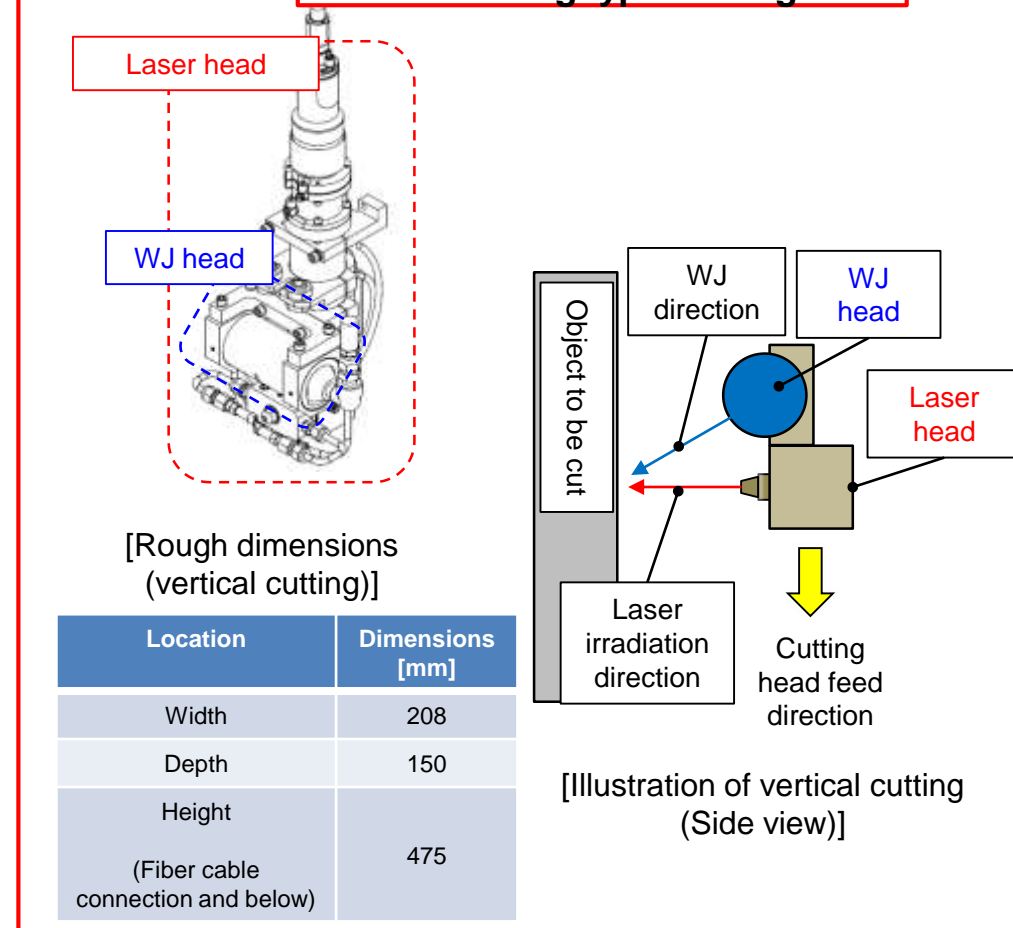 Laser head
WJ head
[Rough dimensions
(vertical cutting)]
Location Dimensions
[mm]
Width 208
Depth 150
Height
(Fiber cable
connection and below)
475
WJ
direction
WJ
head
Object to be cut
Laser
head
Laser
irradiation
direction
Cutting
head feed
direction
[Illustration of vertical cutting
(Side view)]